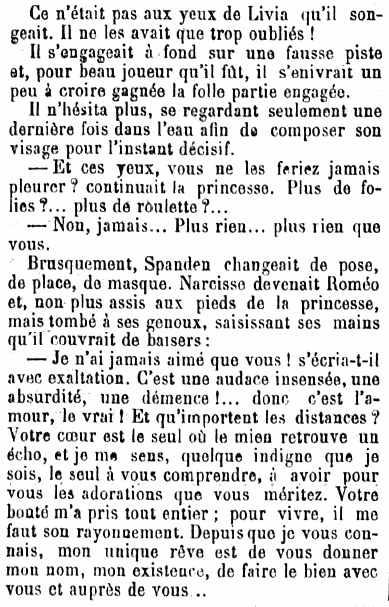 Ce n'était pas aux yeux de Livia qu'il son-
geait. Il ne les avait que trop oubliés !
Il s'engageait à fond sur une fausse piste
et, pour beau joueur qu'il fût, il s'enivrait un
peu à croire gagnée la folle partie engagée.
Il n'hésita plus, se regardant seulement une
dernière fois dans l'eau afin de composer son
visage pour l'instant décisif.
— Et ces yeux, vous ne les feriez jamais
pleurer ? continuait la princesse. Plus de fo-
lies ?... plus de roulette ?...
— Non, jamais... Plus rien... plus rien que
vous.
Brusquement, Spanden changeait de pose,
de place, de masque. Narcisse devenait Roméo
et, non plus assis aux pieds de la princesse,
mais tombé à ses genoux, saisissant ses mains
qu'il couvrait de baisers :
— Je n'ai jamais aimé que vous ! s'écria-t-il
avec exaltation. C'est une audace insensée, une
absurdité, une démence !... donc c'est l'a-
mour, le vrai ! Et qu'importent les distances ?
Votre cœur est le seul où le mien retrouve un
écho, et je me sens, quelque indigne que je
sois, le seul à vous comprendre, à avoir pour
vous les adorations que vous méritez. Votre
bonté m'a pris tout entier ; pour vivre, il me
faut son rayonnement. Depuis que je vous con-
nais, mon unique rêve est de vous donner
mon nom, mon existence, de faire le bien avec
vous et auprès de vous...